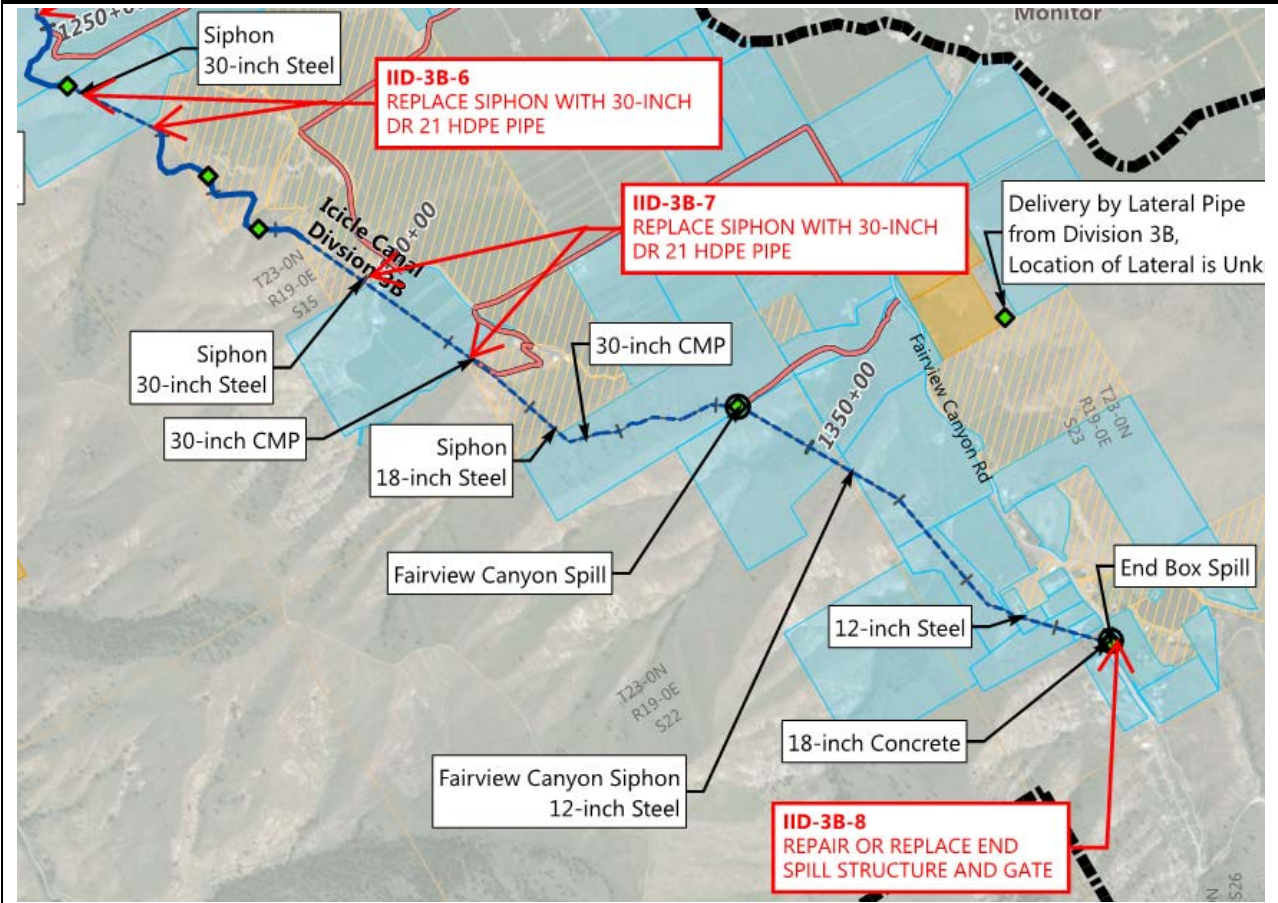 1250+00
Siphon
30-inch Steel
Monitor
IID-3B-6
REPLACE SIPHON WITH 30-INCH
DR 21 HDPE PIPE
IID-3B-7
REPLACE SIPHON WITH 30-INCH
DR 21 HDPE PIPE
Delivery by Lateral Pipe
from Division 3B,
Location of Lateral is Unk
Icicle Canal
Divsion 3B
0+00
T23-0N
R19-0E
S15
Siphon
30-inch Steel
30-inch CMP
30-inch CMP
Siphon
18-inch Steel
1350+00
Fairview Canyon Rd
T23-0N
R19-0E
S23
Fairview Canyon Spill
End Box Spill
12-inch Steel
T23-0N
R19-0E
S22
18-inch Concrete
Fairview Canyon Siphon
12-inch Steel
IID-3B-8
REPAIR OR REPLACE END
SPILL STRUCTURE AND GATE
S26